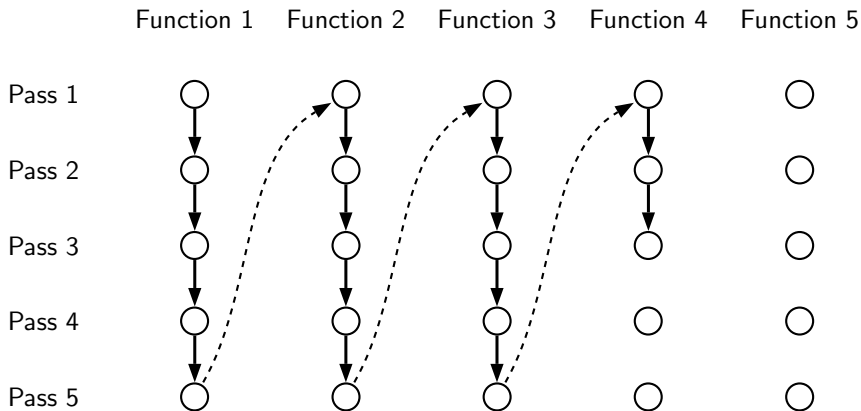 Function 1 Function 2 Function 3 Function 4 Function 5
Pass 1
Pass 2
Pass 3
Pass 4
Pass 5